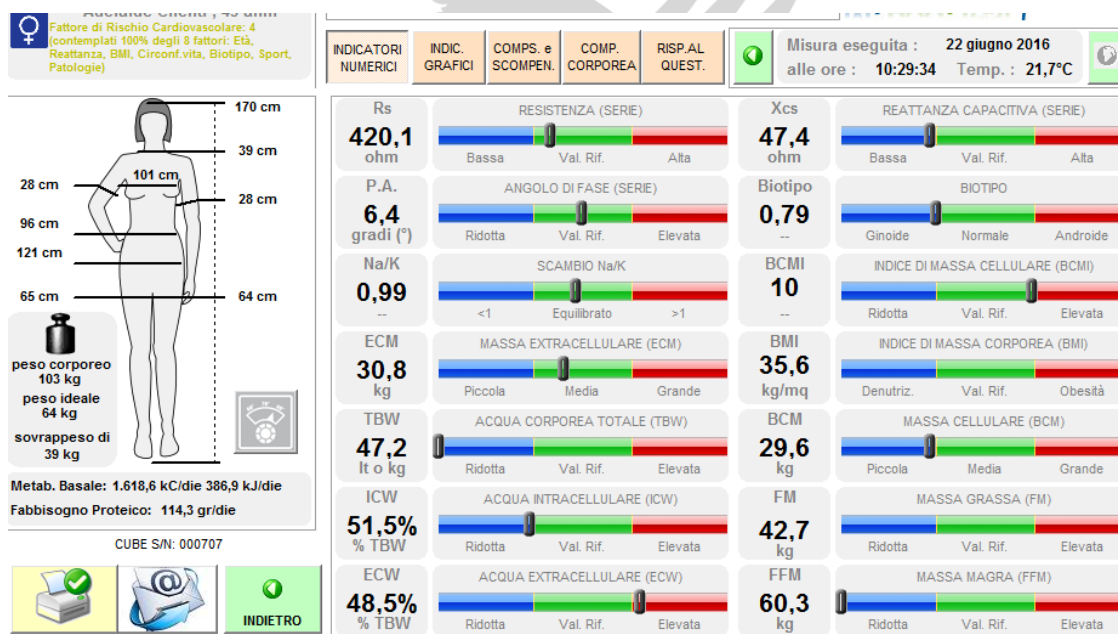 Fattore di Rischio Cardiovascolare: 4
(contemplati 100% degli 8 fattori: Età,
Reattanza, BMI, Circonf.vita, Biotipo, Sport,
Patologie)
INDICATORI
NUMERICI
INDIC.
GRAFICI
COMPS. e
SCOMPEN.
COMP.
CORPOREA
RISP.AL
QUEST.
Misura eseguita : 22 giugno 2016
alle ore : 10:29:34 Temp. : 21,7°C
170 cm
39 cm
101 cm
28 cm
28 cm
96 cm
121 cm
65 cm
64 cm
peso corporeo
103 kg
peso ideale
64 kg
sovrappeso di
39 kg
Metab. Basale: 1.618,6 kC/die 386,9 kJ/die
Fabbisogno Proteico: 114,3 gr/die
CUBE S/N: 000707
INDIETRO
Rs
420,1
ohm
RESISTENZA (SERIE)
Bassa Val. Rif. Alta
Xcs
47,4
ohm
REATTANZA CAPACITIVA (SERIE)
Bassa Val. Rif. Alta
P.A.
6,4
gradi (°)
ANGOLO DI FASE (SERIE)
Ridotta Val. Rif. Elevata
Biotipo
0,79
--
BIOTIPO
Ginoide Normale Androide
Na/K
0,99
--
SCAMBIO Na/K
<1 Equilibrato >1
BCMI
10
--
INDICE DI MASSA CELLULARE (BCMI)
Ridotta Val. Rif. Elevata
ECM
30,8
kg
MASSA EXTRACELLULARE (ECM)
Piccola Media Grande
BMI
35,6
kg/mq
INDICE DI MASSA CORPOREA (BMI)
Denutriz. Val. Rif. Obesità
TBW
47,2
lt o kg
ACQUA CORPOREA TOTALE (TBW)
Ridotta Val. Rif. Elevata
BCM
29,6
kg
MASSA CELLULARE (BCM)
Piccola Media Grande
ICW
51,5%
% TBW
ACQUA INTRACELLULARE (ICW)
Ridotta Val. Rif. Elevata
FM
42,7
kg
MASSA GRASSA (FM)
Ridotta Val. Rif. Elevata
ECW
48,5%
% TBW
ACQUA EXTRACELLULARE (ECW)
Ridotta Val. Rif. Elevata
FFM
60,3
kg
MASSA MAGRA (FFM)
Ridotta Val. Rif. Elevata